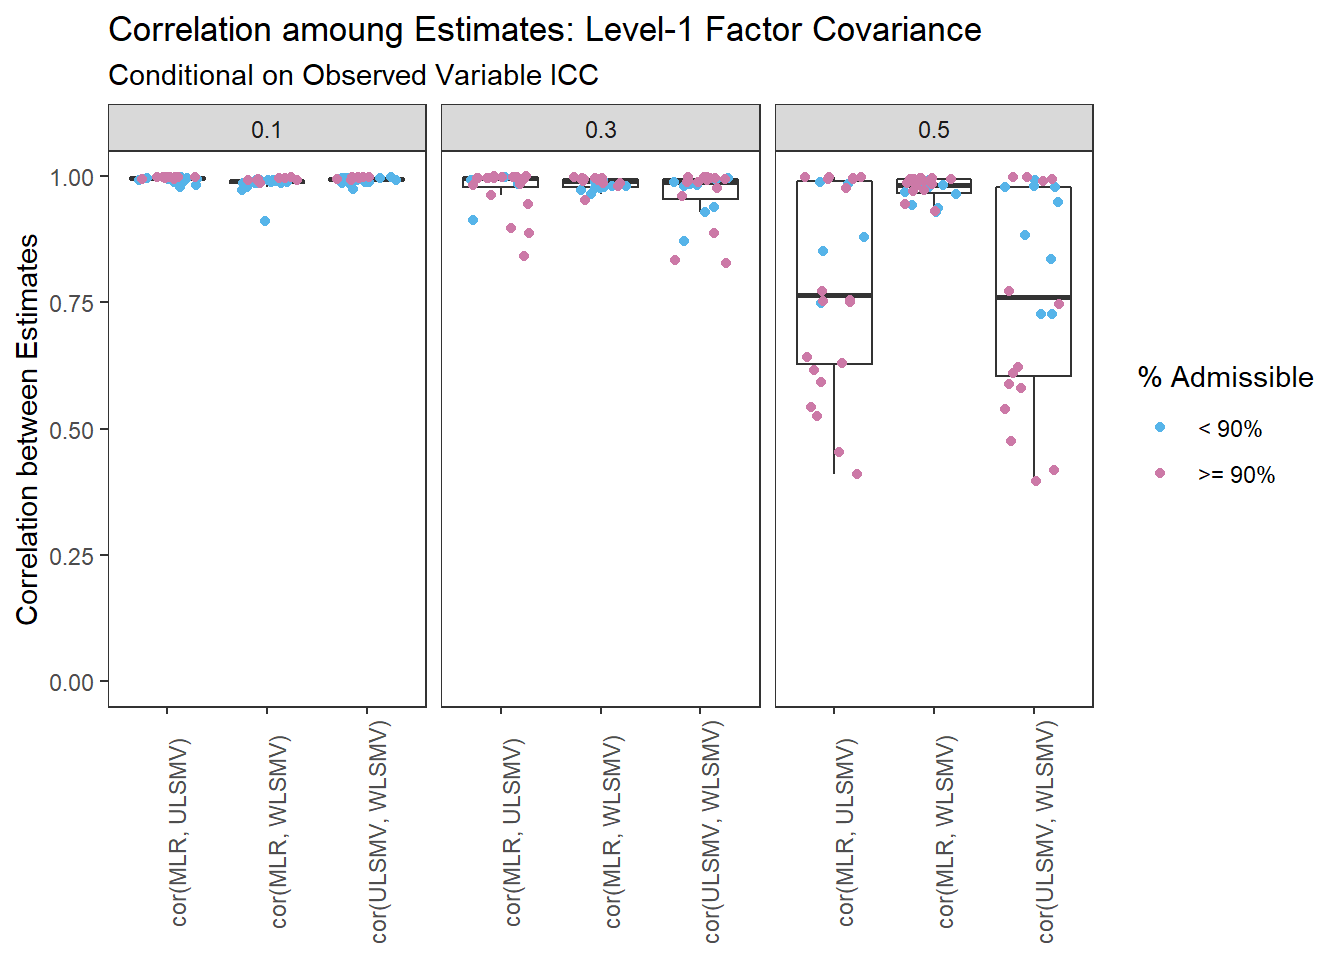 Correlation amoung Estimates: Level-1 Factor Covariance
Conditional on Observed Variable ICC
0.1
0.3
0.5
Correlation between Estimates
1.00
0.75
0.50
0.25
0.00
cor(MLR, ULSMV)
cor(MLR, WLSMV)
cor(ULSMV, WLSMV)
cor(MLR, ULSMV)
cor(MLR, WLSMV)
cor(ULSMV, WLSMV)
cor(MLR, ULSMV)
cor(MLR, WLSMV)
cor(ULSMV, WLSMV)
% Admissible
< 90%
>= 90%